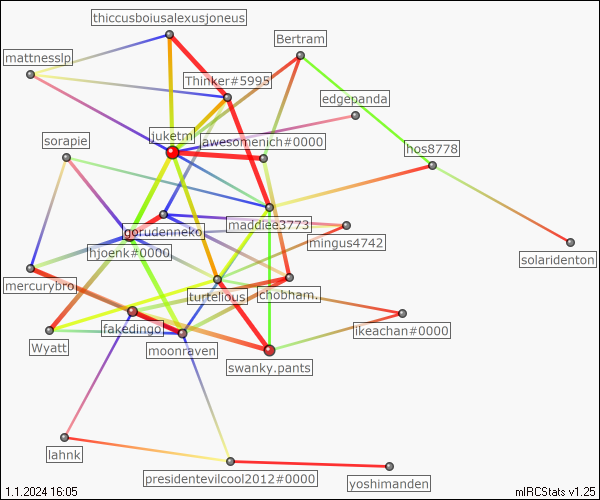 thiccusboiusalexusjoneus
Bertram
mattnesslp
Thinker#5995
edgepanda
juketm
awesomenich#0000
sorapie
hos8778
maddiee3773
gorudenneko
mingus4742
hjoenk#0000
solaridenton
mercurybro
turtelious
chobham.
fakedingo
likeachan#0000
Wyatt
moonraven
swanky.pants
lahnk
presidentevilcool2012#0000
yoshimanden
1.1.2024 16:05
mIRCStats v1.25